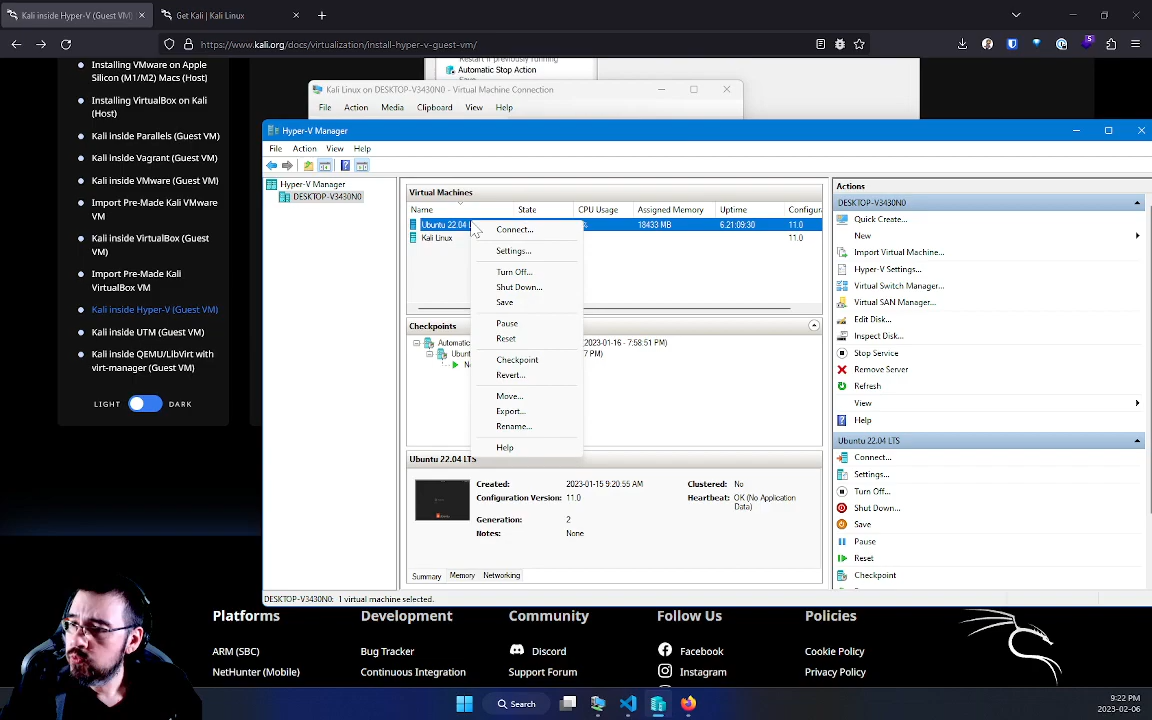 Kali inside Hyper-V (Guest VM)
Get Kali | Kali Linux
https://www.kali.org/docs/virtualization/install-hyper-v-guest-vm/
5
Installing VMware on Apple
Silicon (M1/M2) Macs (Host)
Installing VirtualBox on Kali
(Host)
Kali inside Parallels (Guest VM)
Kali inside Vagrant (Guest VM)
Kali inside VMware (Guest VM)
Import Pre-Made Kali VMware
VM
Kali inside VirtualBox (Guest
VM)
Import Pre-Made Kali
VirtualBox VM
Kali inside Hyper-V (Guest VM)
Kali inside UTM (Guest VM)
Kali inside QEMU/LibVirt with
virt-manager (Guest VM)
LIGHT
DARK
Restart if previously running
Automatic Stop Action
Save
Kali Linux on DESKTOP-V3430N0 - Virtual Machine Connection
File Action Media Clipboard View Help
Hyper-V Manager
File Action View Help
Hyper-V Manager
DESKTOP-V3430N0
Virtual Machines
Name State CPU Usage Assigned Memory Uptime Configura
Ubuntu 22.04 % 18433 MB 6.21:09:30 11.0
Kali Linux 11.0
Connect...
Settings...
Turn Off...
Shut Down...
Save
Pause
Reset
Checkpoint
Revert...
Move...
Export...
Rename...
Help
Checkpoints
Automatic (2023-01-16 - 7:58:51 PM)
Ubunt 7 PM)
Ubuntu 22.04 LTS
Created: 2023-01-15 9:20:55 AM Clustered: No
Configuration Version: 11.0 Heartbeat: OK (No Application
Data)
Generation: 2
Notes: None
Summary Memory Networking
DESKTOP-V3430N0: 1 virtual machine selected.
Actions
DESKTOP-V3430N0
Quick Create...
New
Import Virtual Machine...
Hyper-V Settings...
Virtual Switch Manager...
Virtual SAN Manager...
Edit Disk...
Inspect Disk...
Stop Service
Remove Server
Refresh
View
Help
Ubuntu 22.04 LTS
Connect...
Settings...
Turn Off...
Shut Down...
Save
Pause
Reset
Checkpoint
Platforms
ARM (SBC)
NetHunter (Mobile)
Development
Bug Tracker
Continuous Integration
Community
Discord
Support Forum
Follow Us
Facebook
Instagram
Policies
Cookie Policy
Privacy Policy
Search
9:22 PM
2023-02-06